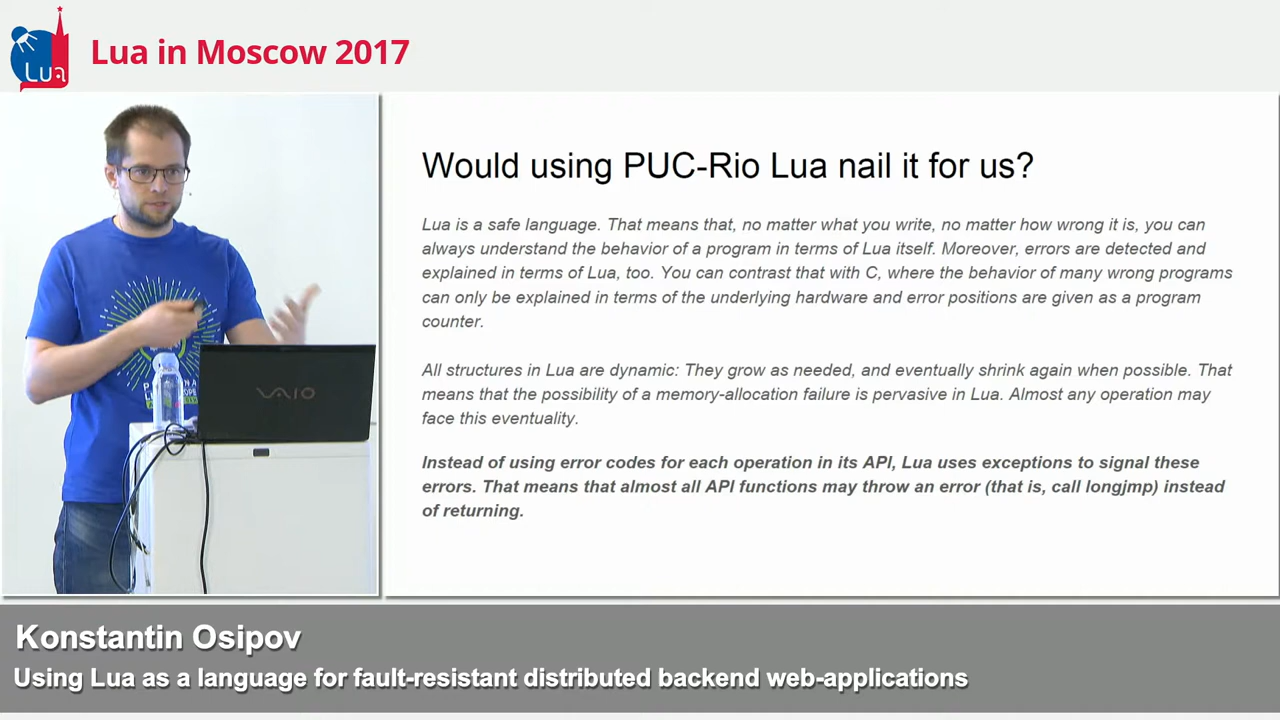 Lua
Lua in Moscow 2017
Would using PUC-Rio Lua nail it for us?
Lua is a safe language. That means that, no matter what you write, no matter how wrong it is, you can
always understand the behavior of a program in terms of Lua itself. Moreover, errors are detected and
explained in terms of Lua, too. You can contrast that with C, where the behavior of many wrong programs
can only be explained in terms of the underlying hardware and error positions are given as a program
counter.
All structures in Lua are dynamic: They grow as needed, and eventually shrink again when possible. That
means that the possibility of a memory-allocation failure is pervasive in Lua. Almost any operation may
face this eventuality.
Instead of using error codes for each operation in its API, Lua uses exceptions to signal these
errors. That means that almost all API functions may throw an error (that is, call longjmp) instead
of returning.
VAIO
Konstantin Osipov
Using Lua as a language for fault-resistant distributed backend web-applications